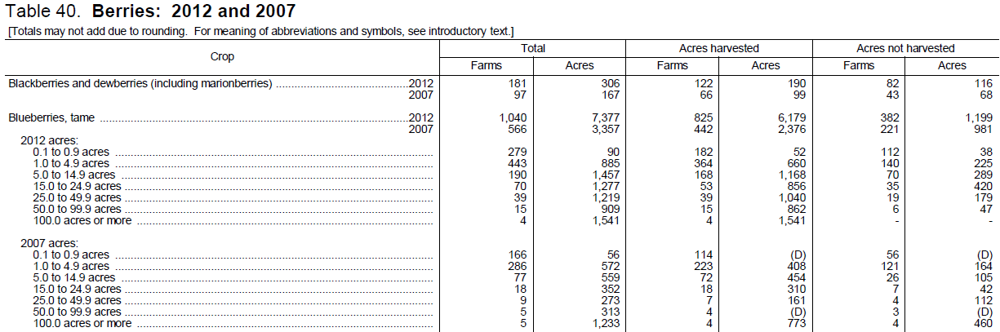 Table 40. Berries: 2012 and 2007
[Totals may not add due to rounding. For meaning of abbreviations and symbols, see introductory text.]
Crop Total Acres harvested Acres not harvested
Farms Acres Farms Acres Farms Acres
Blackberries and dewberries (including marionberries) 2012 181 306 122 190 82 116
2007 97 167 66 99 43 68
Blueberries, tame 2012 1,040 7,377 825 6,179 382 1,199
2007 566 3,357 442 2,376 221 981
2012 acres:
0.1 to 0.9 acres 279 90 182 52 112 38
1.0 to 4.9 acres 443 885 364 660 140 225
5.0 to 14.9 acres 190 1,457 168 1,168 70 289
15.0 to 24.9 acres 70 1,277 53 856 35 420
25.0 to 49.9 acres 39 1,219 39 1,040 19 179
50.0 to 99.9 acres 15 909 15 862 6 47
100.0 acres or more 4 1,541 4 1,541 - -
2007 acres:
0.1 to 0.9 acres 166 56 114 (D) 56 (D)
1.0 to 4.9 acres 286 572 223 408 121 164
5.0 to 14.9 acres 77 559 72 454 26 105
15.0 to 24.9 acres 18 352 18 310 7 42
25.0 to 49.9 acres 9 273 7 161 4 112
50.0 to 99.9 acres 5 313 4 (D) 3 (D)
100.0 acres or more 5 1,233 4 773 4 460